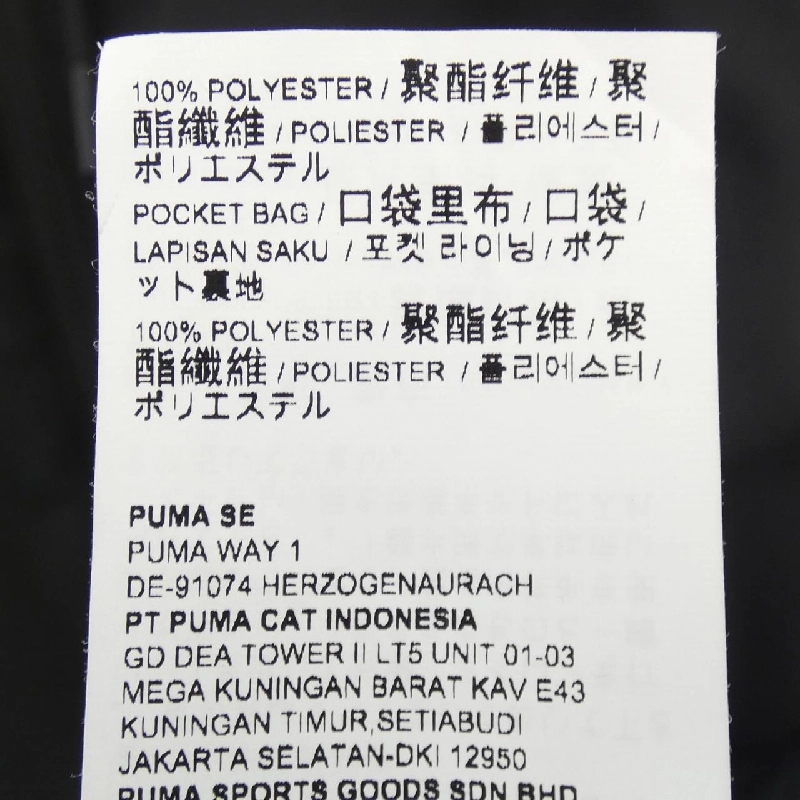 100% POLYESTER / 聚酯纤维 / 聚
酯纖維 / POLIESTER / 폴리에스터 /
ポリエステル
POCKET BAG / 口袋里布 / 口袋 /
LAPISAN SAKU / 포켓 라이닝 / ポケ
ット裏地
100% POLYESTER / 聚酯纤维 / 聚
酯纖維 / POLIESTER / 폴리에스터 /
ポリエステル
PUMA SE
PUMA WAY 1
DE-91074 HERZOGENAURACH
PT PUMA CAT INDONESIA
GD DEA TOWER II LT5 UNIT 01-03
MEGA KUNINGAN BARAT KAV E43
KUNINGAN TIMUR,SETIABUDI
JAKARTA SELATAN-DKI 12950
PUMA SPORTS GOODS SDN BHD